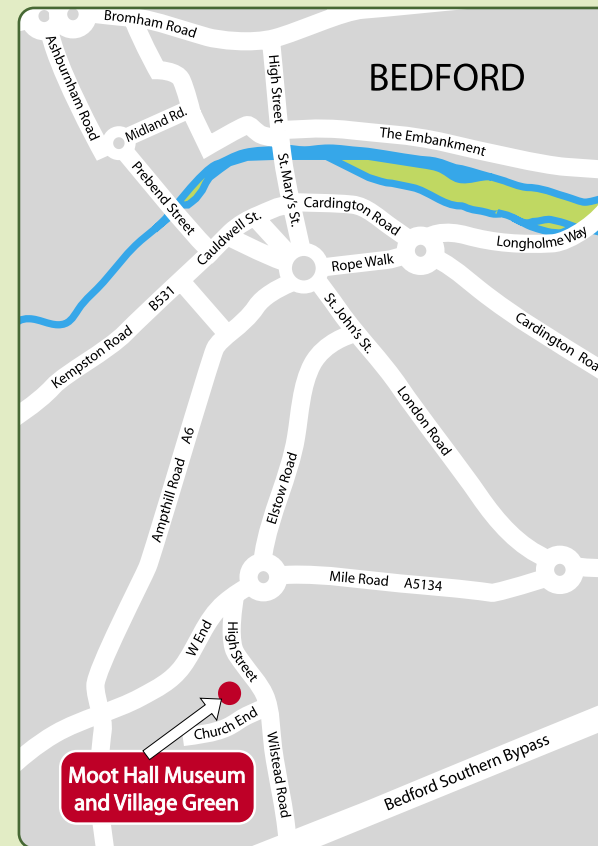 Bromham Road
Ashburnham Road
High Street
BEDFORD
Midland Rd.
The Embankment
Prebend Street
St. Mary's St.
Cauldwell St.
Cardington Road
Longholme Way
Rope Walk
B531
Kempston Road
St. John's St.
Cardington Roa
London Road
Ampthill Road A6
Elstow Road
Mile Road A5134
W End
High Street
Church End
Wilstead Road
Bedford Southern Bypass
Moot Hall Museum
and Village Green